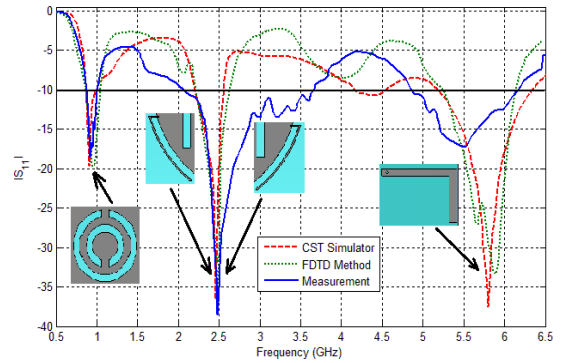 0
-5
-10
-15
-20
-25
-30
-35
-40
IS11I
0.5 1 1.5 2 2.5 3 3.5 4 4.5 5 5.5 6 6.5
Frequency (GHz)
CST Simulator
FDTD Method
Measurement